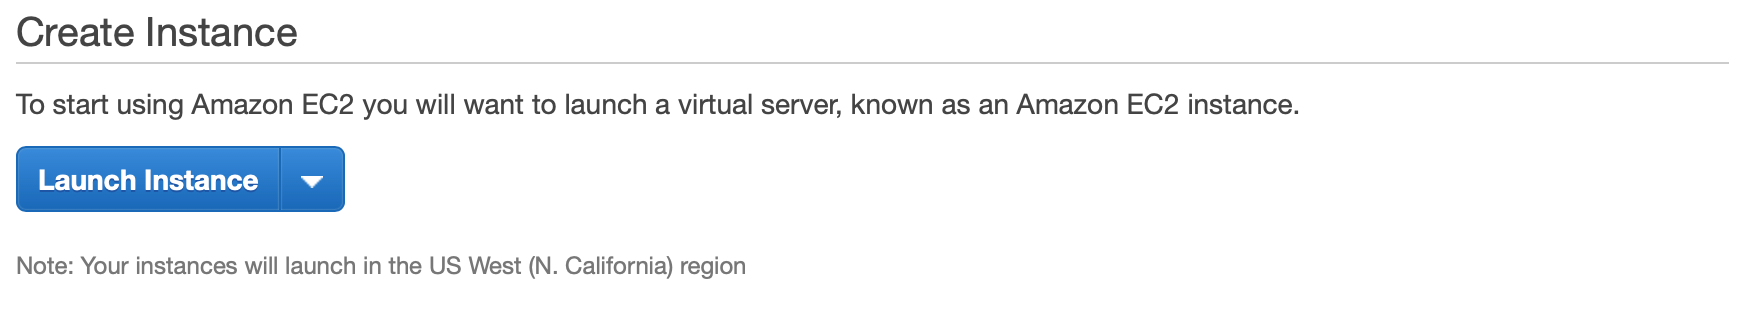 Create Instance
To start using Amazon EC2 you will want to launch a virtual server, known as an Amazon EC2 instance.
Launch Instance
Note: Your instances will launch in the US West (N. California) region